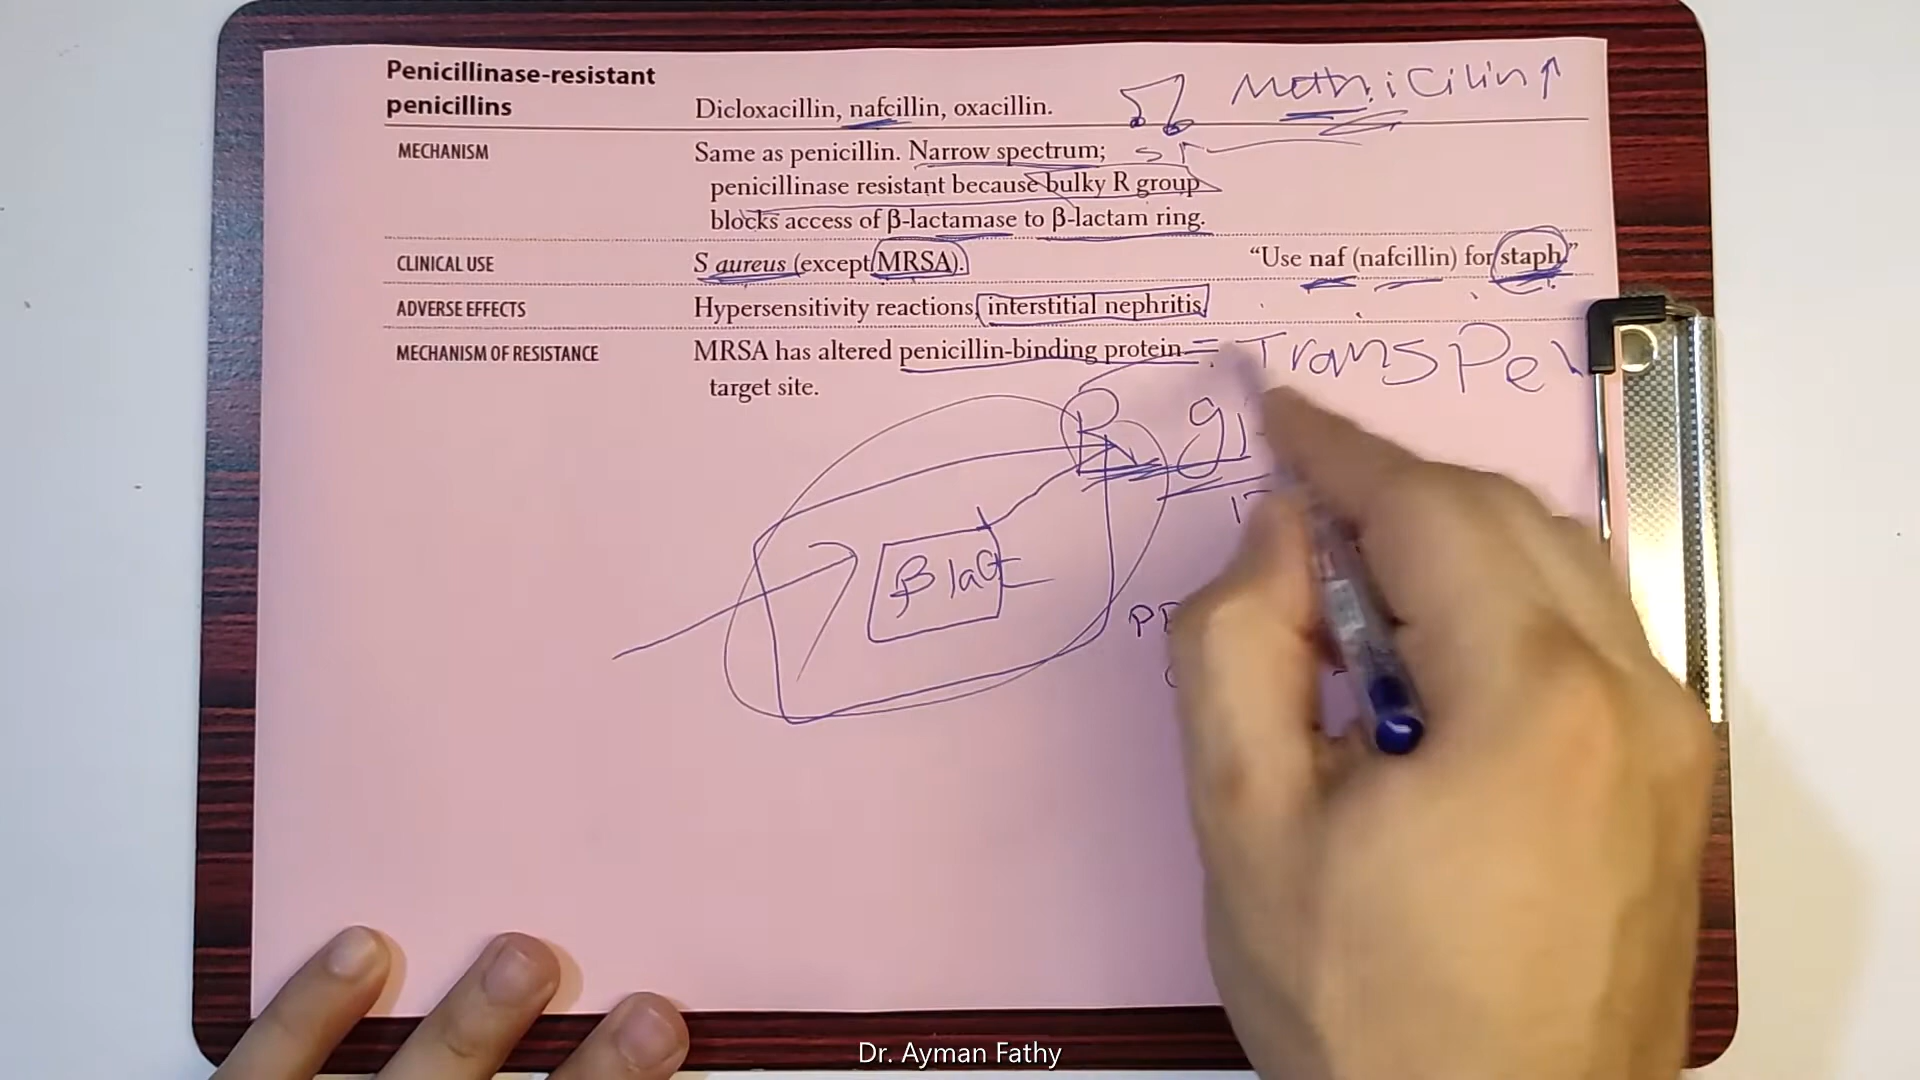 Penicillinase-resistant
penicillins
Dicloxacillin, nafcillin, oxacillin.
Methicilin
MECHANISM
Same as penicillin. Narrow spectrum;
penicillinase resistant because bulky R group
blocks access of β-lactamase to β-lactam ring.
CLINICAL USE
S aureus (except MRSA).
“Use naf (nafcillin) for staph.”
ADVERSE EFFECTS
Hypersensitivity reactions, interstitial nephritis.
MECHANISM OF RESISTANCE
MRSA has altered penicillin-binding protein
target site.
= TransPe
R
β lact
Dr. Ayman Fathy